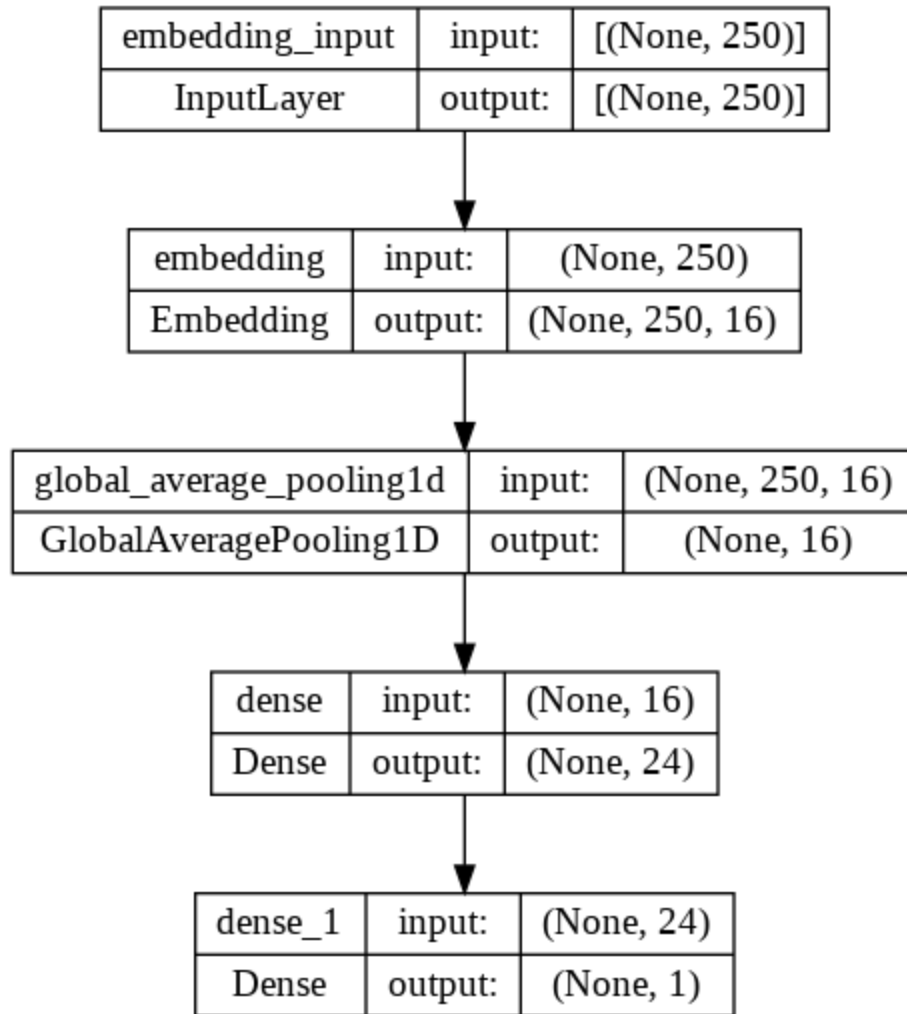 embedding_input input: [(None, 250)]
InputLayer output: [(None, 250)]
embedding input: (None, 250)
Embedding output: (None, 250, 16)
global_average_pooling1d input: (None, 250, 16)
GlobalAveragePooling1D output: (None, 16)
dense input: (None, 16)
Dense output: (None, 24)
dense_1 input: (None, 24)
Dense output: (None, 1)